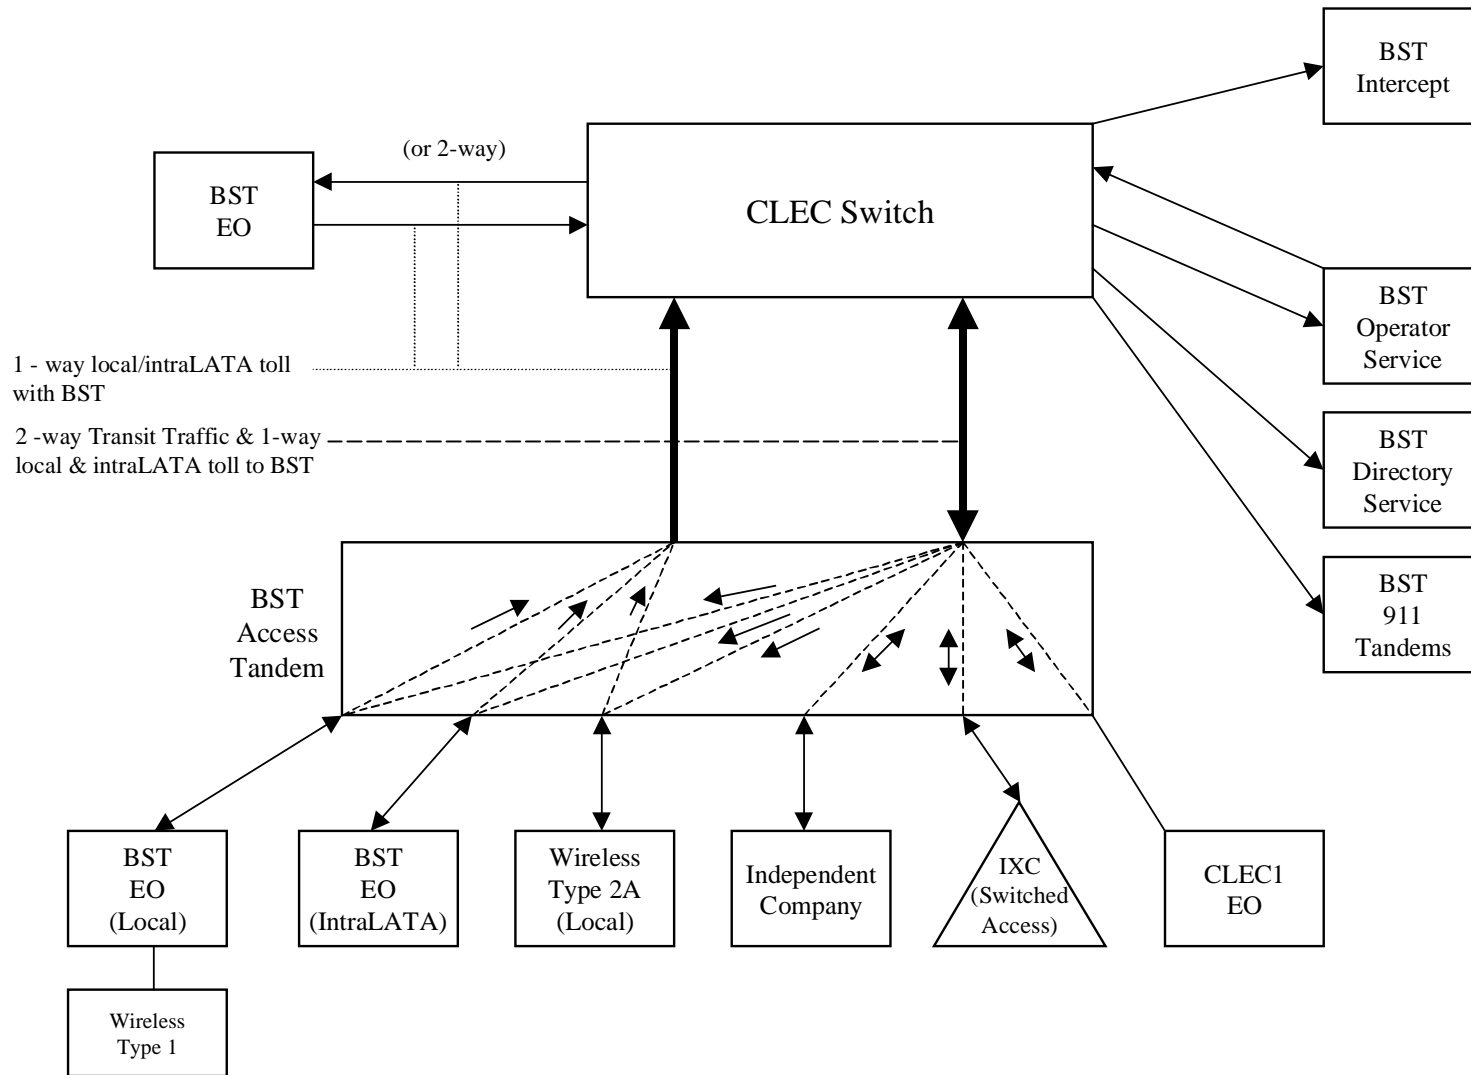 BST
Intercept
(or 2-way)
BST
EO
CLEC Switch
BST
Operator
Service
1 - way local/intraLATA toll
with BST
2 -way Transit Traffic & 1-way
local & intraLATA toll to BST
BST
Directory
Service
BST
911
Tandems
BST
Access
Tandem
BST
EO
(Local)
BST
EO
(IntraLATA)
Wireless
Type 2A
(Local)
Independent
Company
IXC
(Switched
Access)
CLEC1
EO
Wireless
Type 1